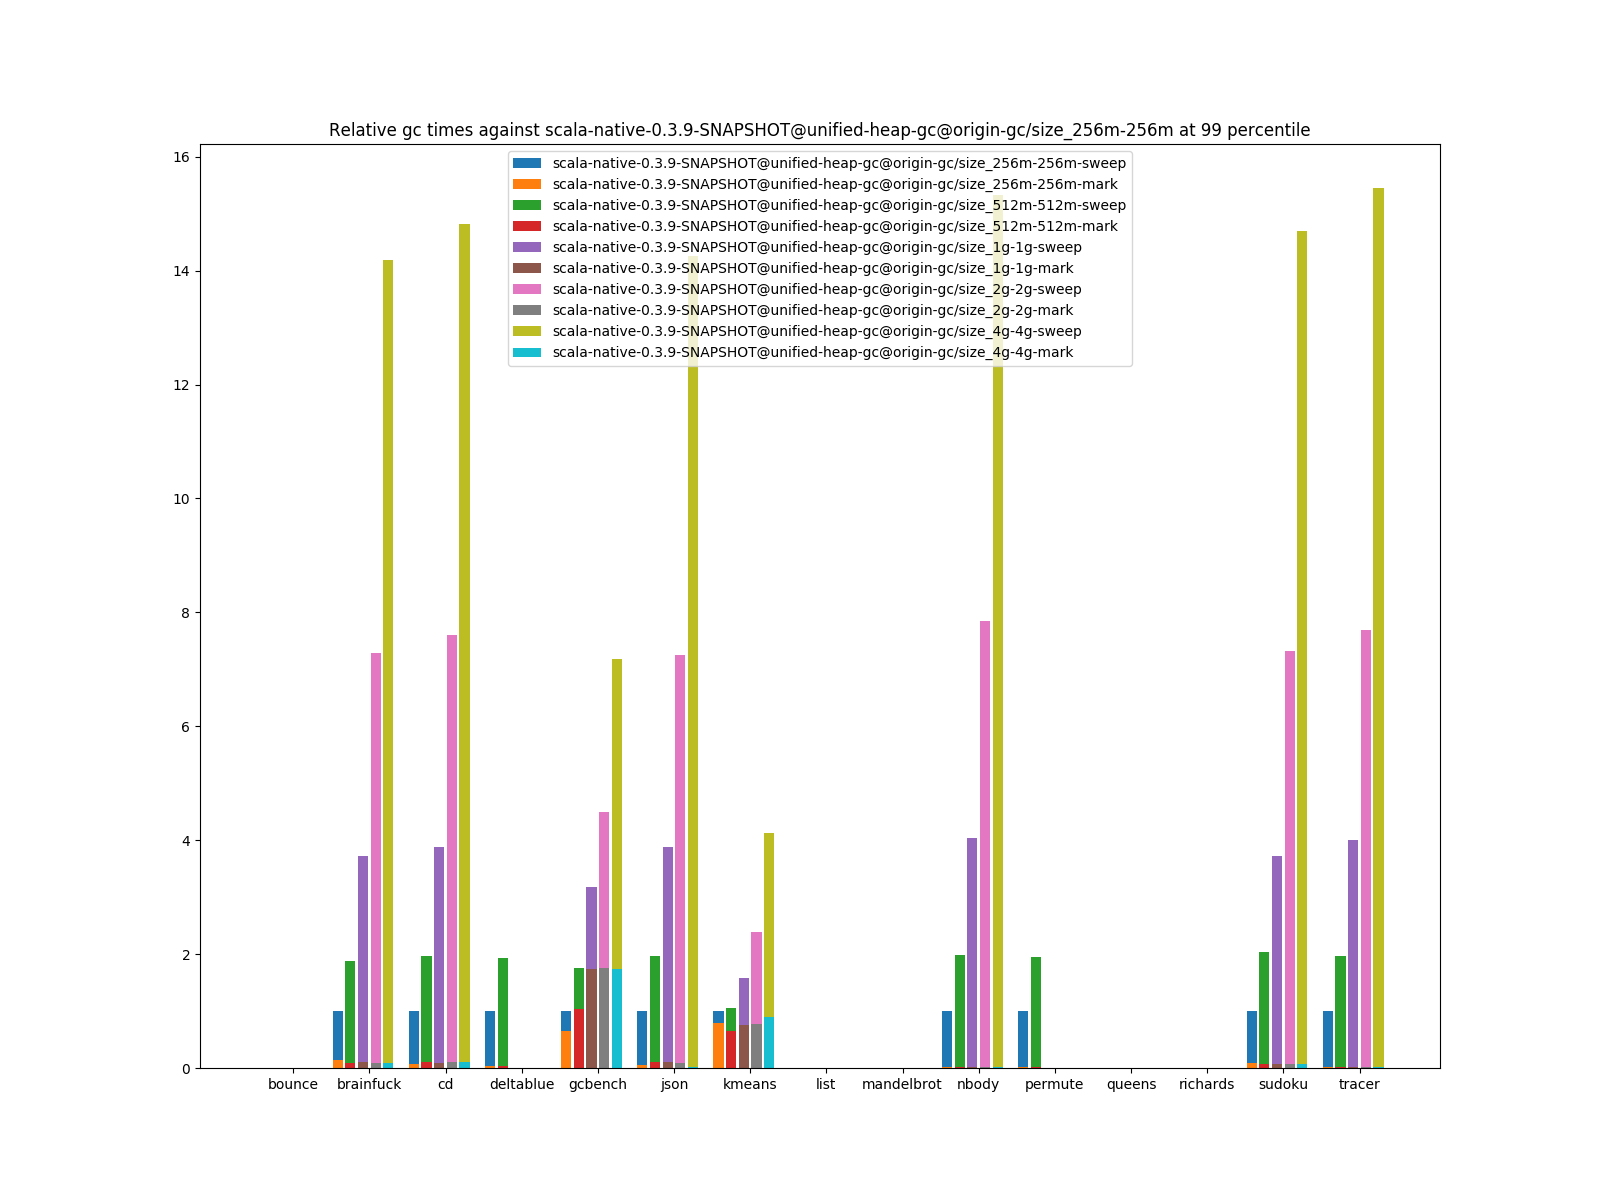 Relative gc times against scala-native-0.3.9-SNAPSHOT@unified-heap-gc@origin-gc/size_256m-256m at 99 percentile
scala-native-0.3.9-SNAPSHOT@unified-heap-gc@origin-gc/size_256m-256m-sweep
scala-native-0.3.9-SNAPSHOT@unified-heap-gc@origin-gc/size_256m-256m-mark
scala-native-0.3.9-SNAPSHOT@unified-heap-gc@origin-gc/size_512m-512m-sweep
scala-native-0.3.9-SNAPSHOT@unified-heap-gc@origin-gc/size_512m-512m-mark
scala-native-0.3.9-SNAPSHOT@unified-heap-gc@origin-gc/size_1g-1g-sweep
scala-native-0.3.9-SNAPSHOT@unified-heap-gc@origin-gc/size_1g-1g-mark
scala-native-0.3.9-SNAPSHOT@unified-heap-gc@origin-gc/size_2g-2g-sweep
scala-native-0.3.9-SNAPSHOT@unified-heap-gc@origin-gc/size_2g-2g-mark
scala-native-0.3.9-SNAPSHOT@unified-heap-gc@origin-gc/size_4g-4g-sweep
scala-native-0.3.9-SNAPSHOT@unified-heap-gc@origin-gc/size_4g-4g-mark
16
14
12
10
8
6
4
2
0
bounce brainfuck cd deltablue gcbench json kmeans list mandelbrot nbody permute queens richards sudoku tracer